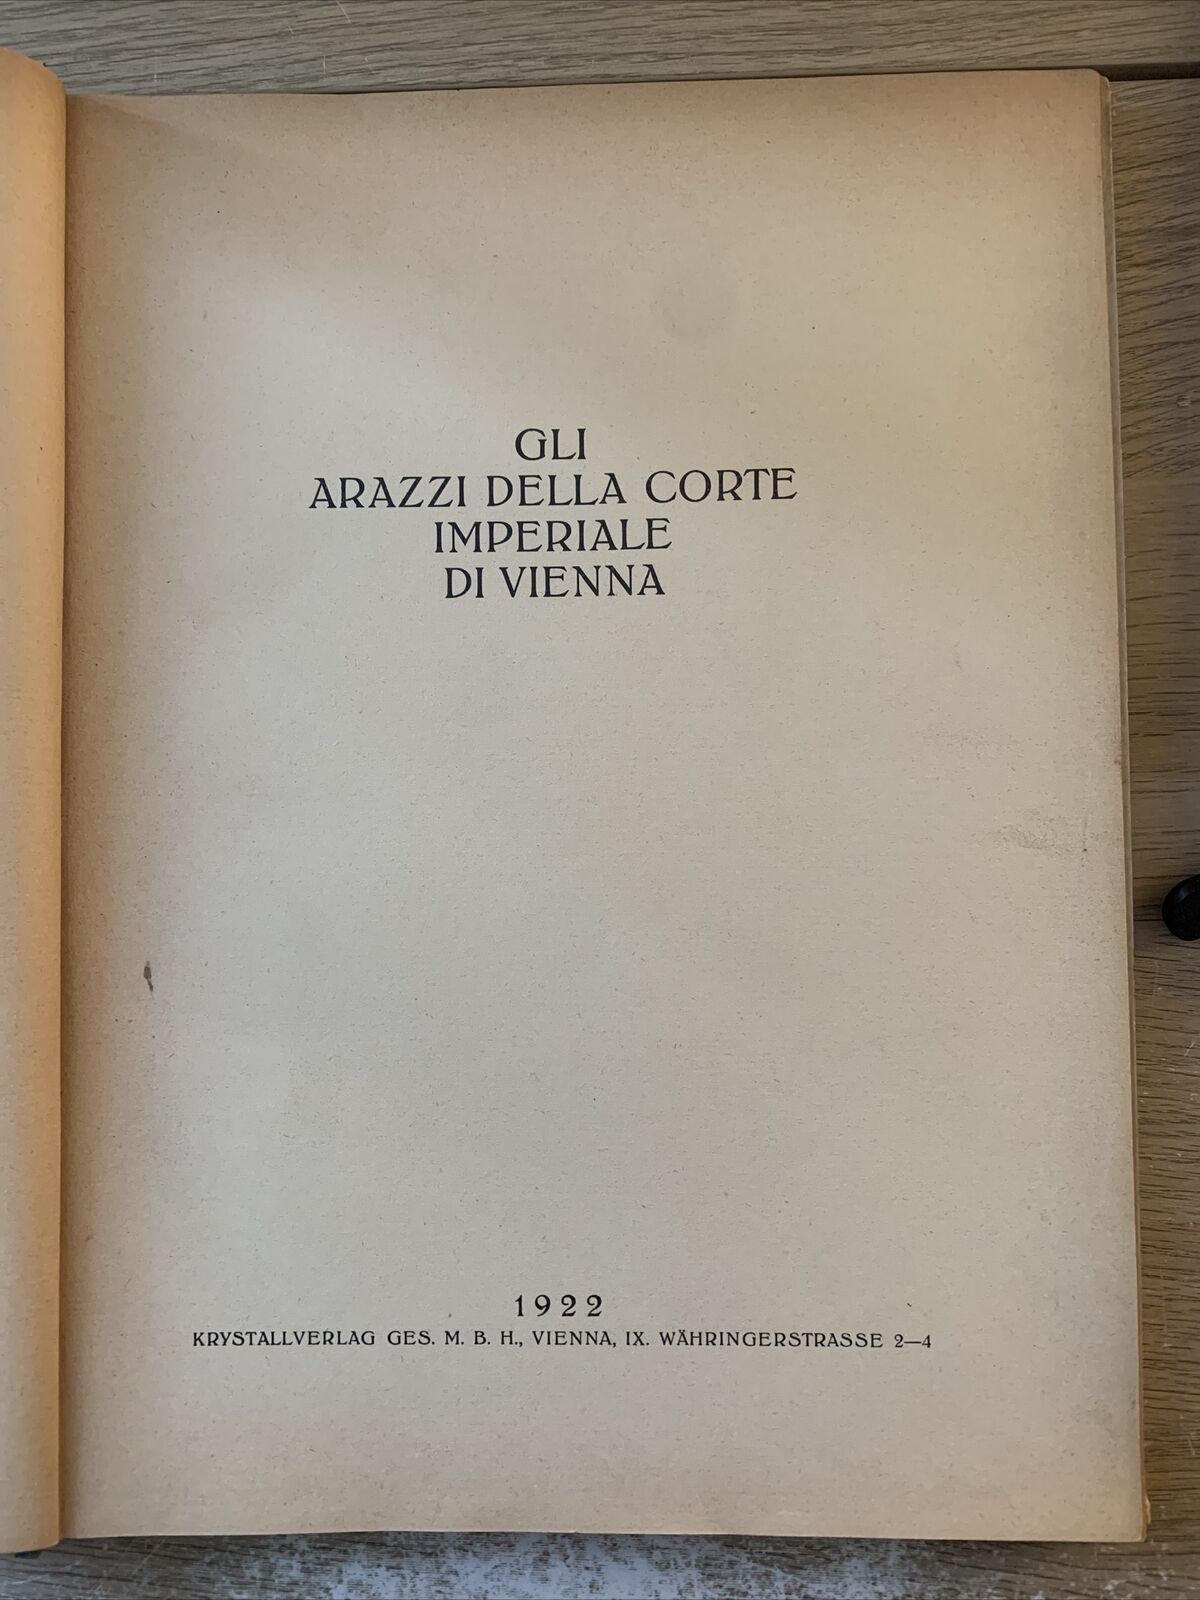 GLI
ARAZZI DELLA CORTE
IMPERIALE
DI VIENNA
1922
KRYSTALLVERLAG GES. M. B. H., VIENNA, IX. WÄHRINGERSTRASSE 2—4